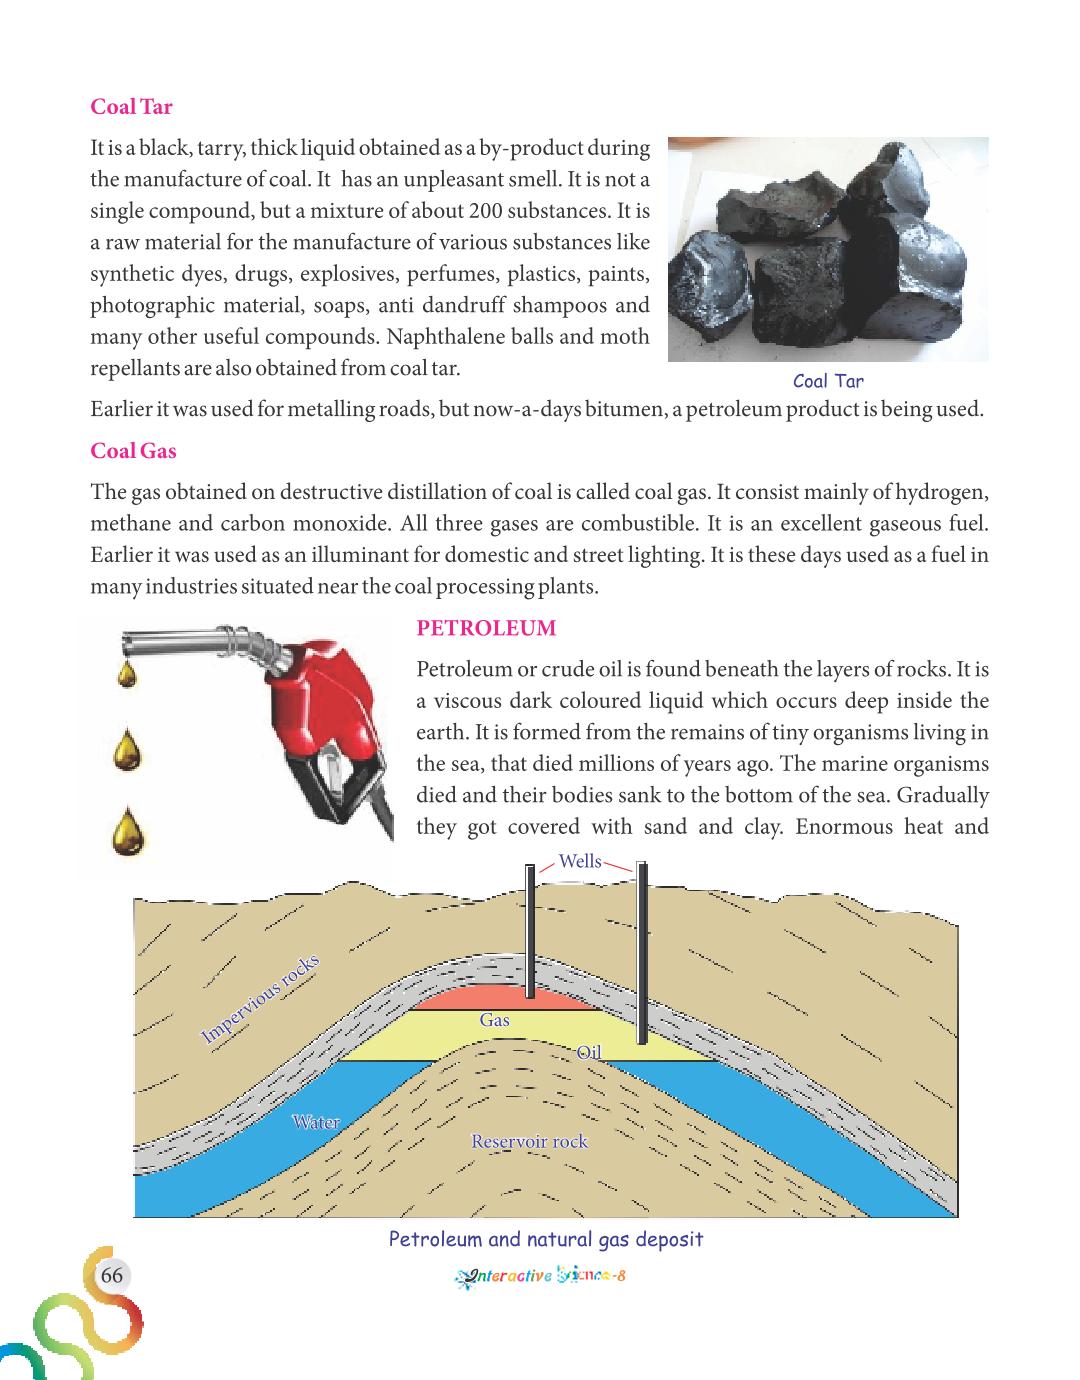 Coal Tar
It is a black, tarry, thick liquid obtained as a by-product during
the manufacture of coal. It has an unpleasant smell. It is not a
single compound, but a mixture of about 200 substances. It is
a raw material for the manufacture of various substances like
synthetic dyes, drugs, explosives, perfumes, plastics, paints,
photographic material, soaps, anti dandruff shampoos and
many other useful compounds. Naphthalene balls and moth
repellants are also obtained from coal tar.
Coal Tar
Earlier it was used for metalling roads, but now-a-days bitumen, a petroleum product is being used.
Coal Gas
The gas obtained on destructive distillation of coal is called coal gas. It consist mainly of hydrogen,
methane and carbon monoxide. All three gases are combustible. It is an excellent gaseous fuel.
Earlier it was used as an illuminant for domestic and street lighting. It is these days used as a fuel in
many industries situated near the coal processing plants.
PETROLEUM
Petroleum or crude oil is found beneath the layers of rocks. It is
a viscous dark coloured liquid which occurs deep inside the
earth. It is formed from the remains of tiny organisms living in
the sea, that died millions of years ago. The marine organisms
died and their bodies sank to the bottom of the sea. Gradually
they got covered with sand and clay. Enormous heat and
Wells
Impervious rocks
Gas
Oil
Water
Reservoir rock
Petroleum and natural gas deposit
66
Interactive Science-8